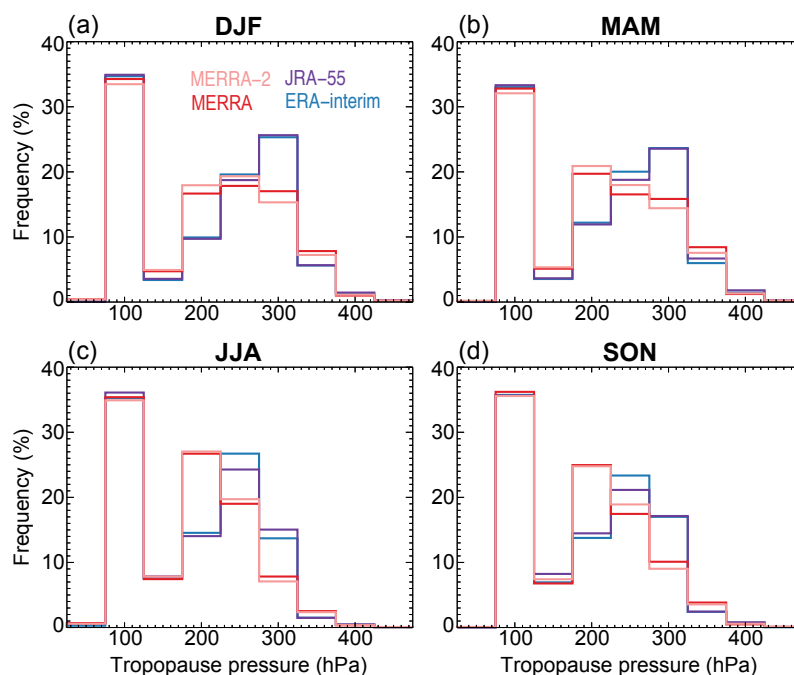 (a) DJF
(b) MAM
40
30
20
10
0
Frequency (%)
MERRA−2 JRA−55
MERRA ERA−interim
100 200 300 400
40
30
20
10
0
100 200 300 400
(c) JJA
(d) SON
40
30
20
10
0
Frequency (%)
100 200 300 400
Tropopause pressure (hPa)
40
30
20
10
0
100 200 300 400
Tropopause pressure (hPa)